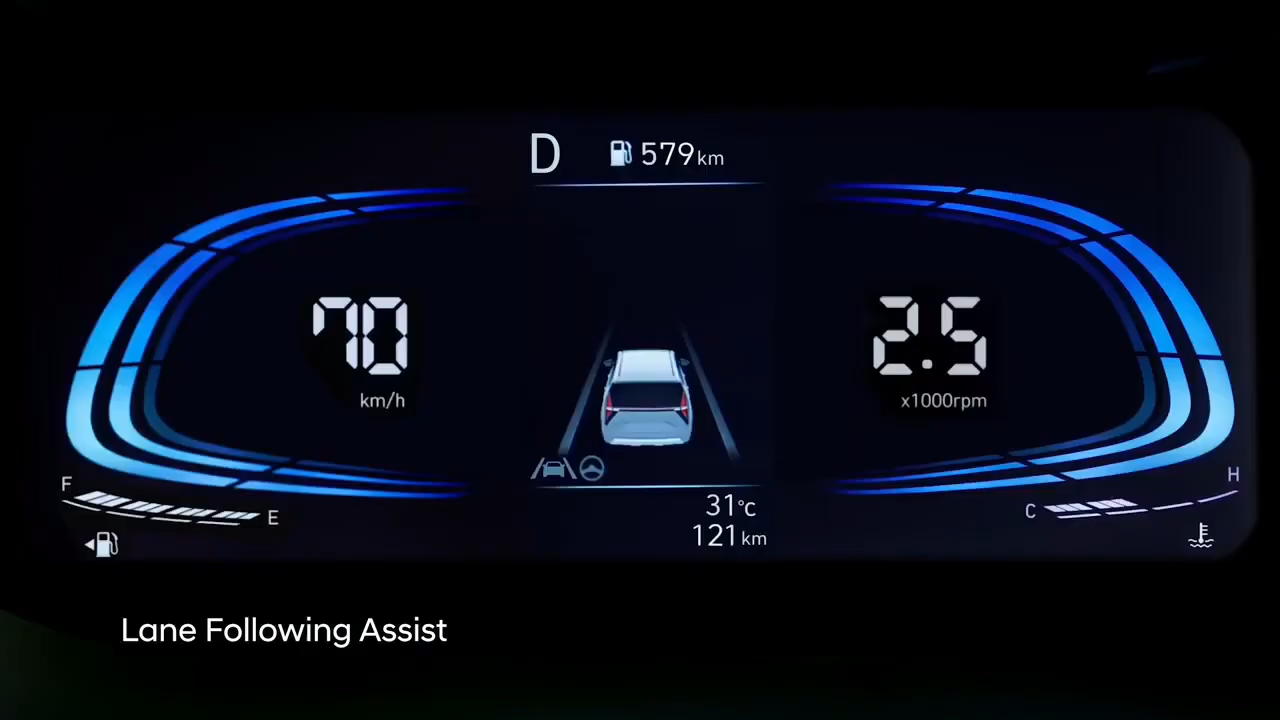 D 579 km
70 2.5
km/h x1000rpm
F E C H
31°C
121 km
Lane Following Assist